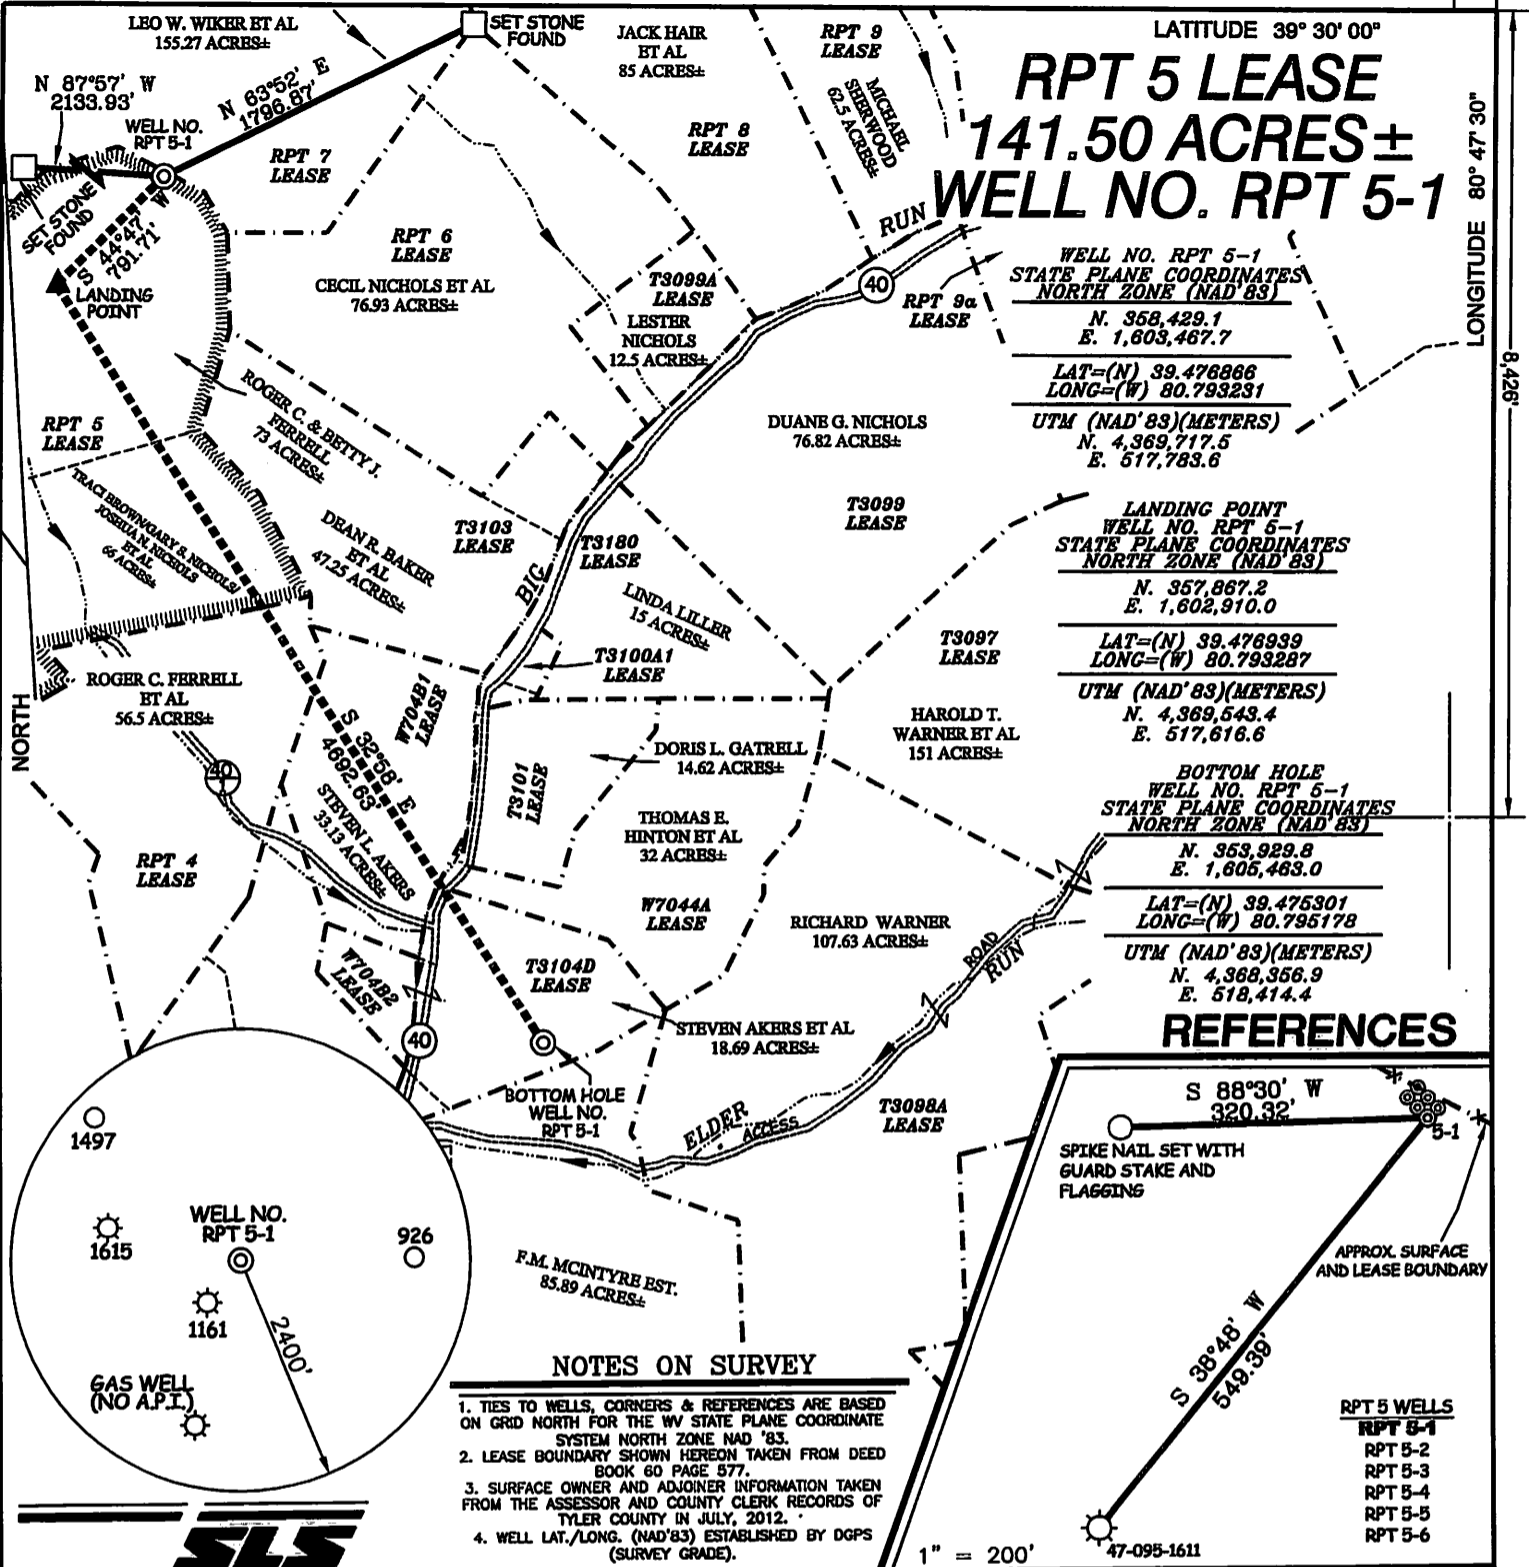 LEO W. WIKER ET AL
155.27 ACRES±
SET STONE
FOUND
JACK HAIR
ET AL
85 ACRES±
RPT 9
LEASE
LATITUDE 39° 30' 00"
RPT 5 LEASE
141.50 ACRES±
WELL NO. RPT 5-1
N 87°57' W
2133.93'
N 63°52' E
1796.87'
WELL NO.
RPT 5-1
RPT 7
LEASE
RPT 8
LEASE
MICHAEL
SHERWOOD
62.5 ACRES±
LONGITUDE 80° 47' 30"
8,426'
SET STONE
FOUND
S 44°47' W
791.71'
LANDING
POINT
RPT 6
LEASE
CECIL NICHOLS ET AL
76.93 ACRES±
T3099A
LEASE
LESTER
NICHOLS
12.5 ACRES±
RUN
40
RPT 9a
LEASE
WELL NO. RPT 5-1
STATE PLANE COORDINATES
NORTH ZONE (NAD'83)
N. 358,429.1
E. 1,603,467.7
LAT=(N) 39.476866
LONG=(W) 80.793231
UTM (NAD'83)(METERS)
N. 4,369,717.5
E. 517,783.6
RPT 5
LEASE
ROGER C. & BETTY J.
FERRELL
73 ACRES±
DUANE G. NICHOLS
76.82 ACRES±
TRACI BROWN/GARY S. NICHOLS/
JOSHUA N. NICHOLS
ET AL
66 ACRES±
DEAN R. BAKER
ET AL
47.25 ACRES±
T3103
LEASE
T3180
LEASE
T3099
LEASE
BIG
LINDA LILLER
15 ACRES±
T3100A1
LEASE
T3097
LEASE
LANDING POINT
WELL NO. RPT 5-1
STATE PLANE COORDINATES
NORTH ZONE (NAD'83)
N. 357,867.2
E. 1,602,910.0
LAT=(N) 39.476939
LONG=(W) 80.793287
UTM (NAD'83)(METERS)
N. 4,369,543.4
E. 517,616.6
NORTH
ROGER C. FERRELL
ET AL
56.5 ACRES±
W704B1
LEASE
S 32°58' E
4692.63'
T3101
LEASE
DORIS L. GATRELL
14.62 ACRES±
HAROLD T.
WARNER ET AL
151 ACRES±
40
STEVEN L. AKERS
33.13 ACRES±
THOMAS E.
HINTON ET AL
32 ACRES±
BOTTOM HOLE
WELL NO. RPT 5-1
STATE PLANE COORDINATES
NORTH ZONE (NAD'83)
N. 353,929.8
E. 1,605,463.0
LAT=(N) 39.475301
LONG=(W) 80.795178
UTM (NAD'83)(METERS)
N. 4,368,356.9
E. 518,414.4
RPT 4
LEASE
W7044A
LEASE
RICHARD WARNER
107.63 ACRES±
ROAD
RUN
W704B2
LEASE
T3104D
LEASE
STEVEN AKERS ET AL
18.69 ACRES±
40
BOTTOM HOLE
WELL NO.
RPT 5-1
ELDER
ACCESS
T3098A
LEASE
REFERENCES
S 88°30' W
320.32'
5-1
SPIKE NAIL SET WITH
GUARD STAKE AND
FLAGGING
APPROX. SURFACE
AND LEASE BOUNDARY
S 38°48' W
549.39'
RPT 5 WELLS
RPT 5-1
RPT 5-2
RPT 5-3
RPT 5-4
RPT 5-5
RPT 5-6
47-095-1611
1" = 200'
1497
1615
WELL NO.
RPT 5-1
926
1161
2400'
GAS WELL
(NO A.P.I.)
F.M. MCINTYRE EST.
85.89 ACRES±
NOTES ON SURVEY
1. TIES TO WELLS, CORNERS & REFERENCES ARE BASED
ON GRID NORTH FOR THE WV STATE PLANE COORDINATE
SYSTEM NORTH ZONE NAD '83.
2. LEASE BOUNDARY SHOWN HEREON TAKEN FROM DEED
BOOK 60 PAGE 577.
3. SURFACE OWNER AND ADJOINER INFORMATION TAKEN
FROM THE ASSESSOR AND COUNTY CLERK RECORDS OF
TYLER COUNTY IN JULY, 2012.
4. WELL LAT./LONG. (NAD'83) ESTABLISHED BY DGPS
(SURVEY GRADE).
SLS